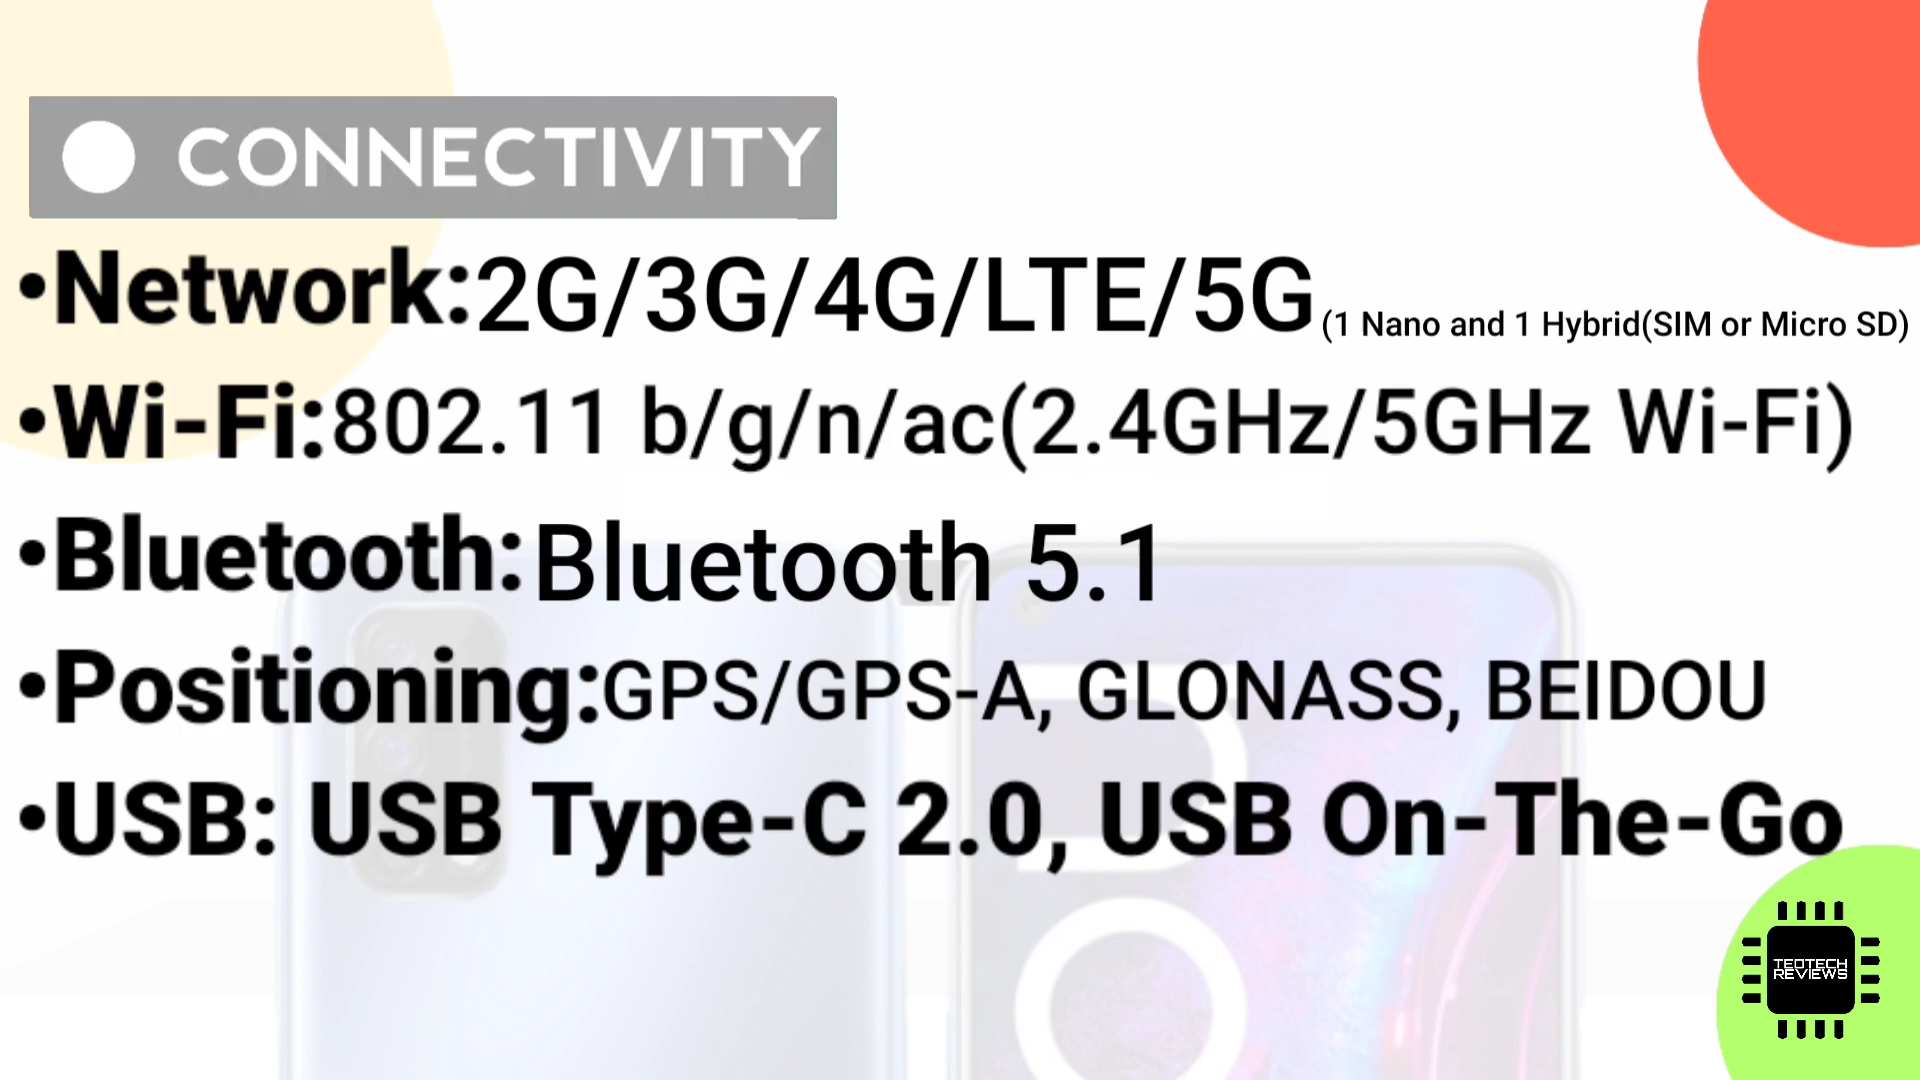 CONNECTIVITY
•Network:2G/3G/4G/LTE/5G (1 Nano and 1 Hybrid(SIM or Micro SD)
•Wi-Fi:802.11 b/g/n/ac(2.4GHz/5GHz Wi-Fi)
•Bluetooth:Bluetooth 5.1
•Positioning:GPS/GPS-A, GLONASS, BEIDOU
•USB: USB Type-C 2.0, USB On-The-Go
TEOTECH
REVIEWS